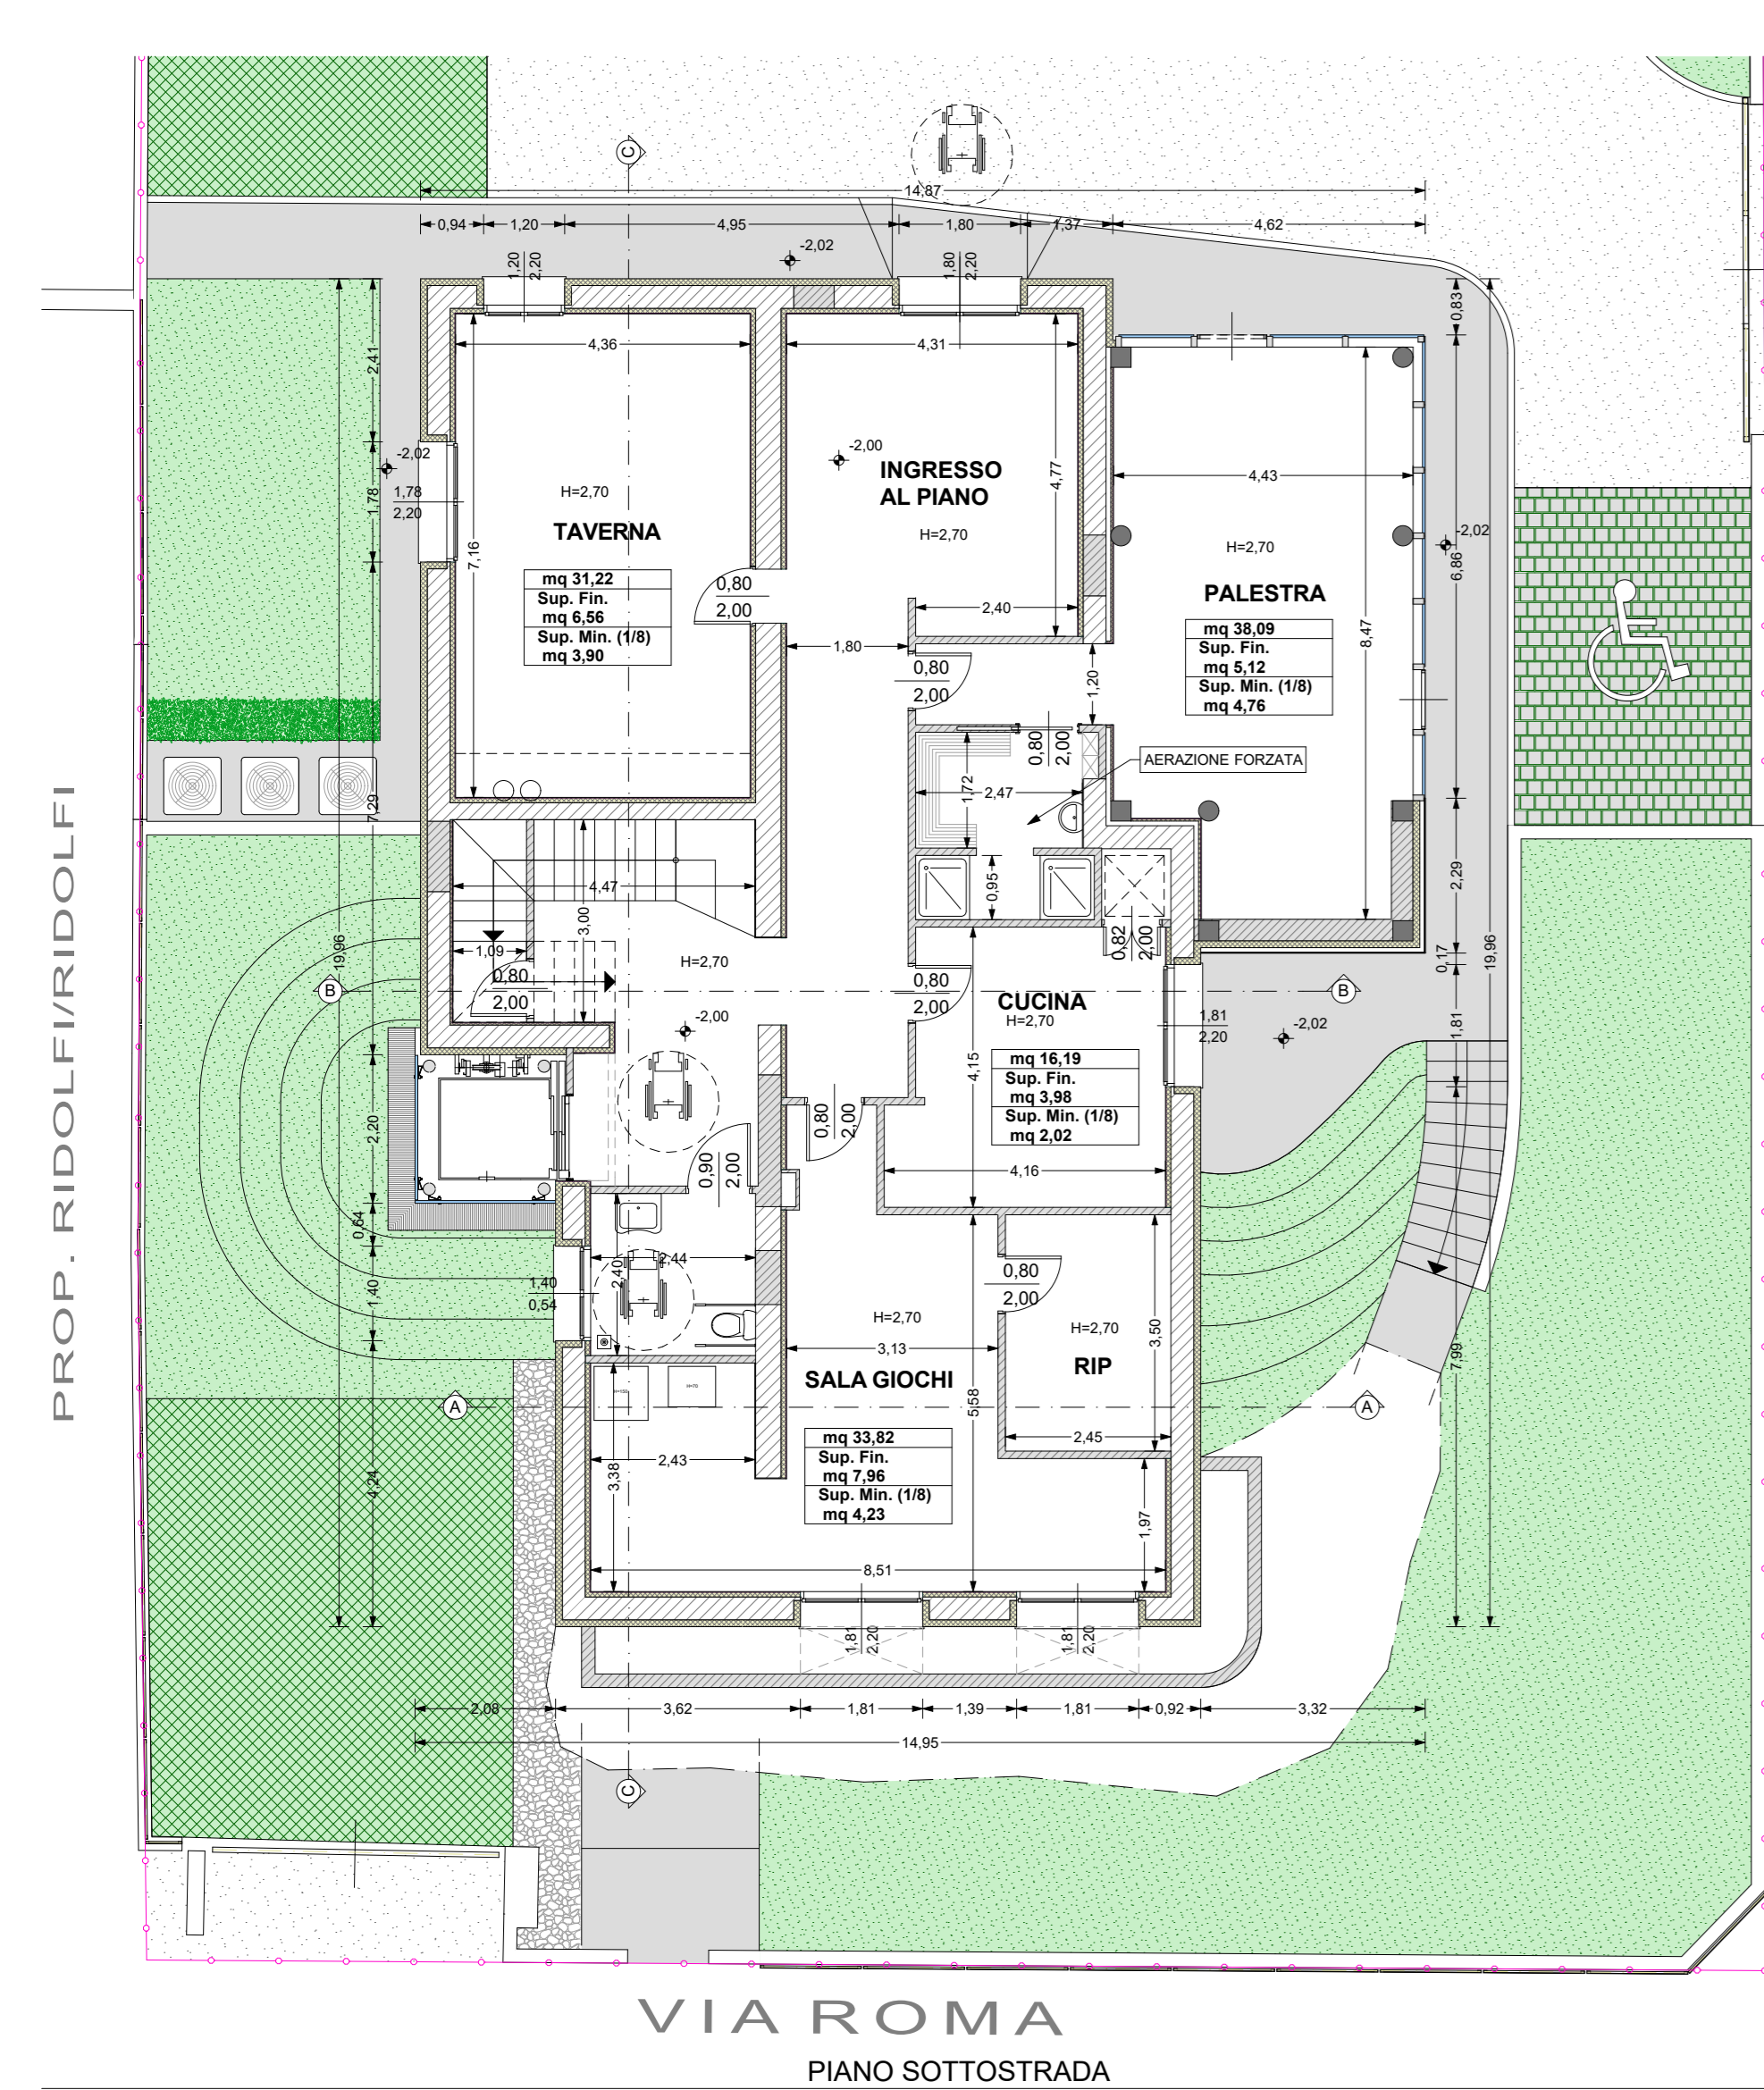 14,87
0,94
1,20
4,95
1,80
1,37
4,62
C
-2,02
1,20
2,20
1,80
2,20
0,83
2,41
4,36
4,31
-2,02
-2,00
INGRESSO
AL PIANO
4,43
1,78
1,78
2,20
H=2,70
4,77
H=2,70
-2,02
TAVERNA
7,16
H=2,70
6,86
mq 31,22
Sup. Fin.
mq 6,56
Sup. Min. (1/8)
mq 3,90
0,80
2,00
2,40
PALESTRA
mq 38,09
Sup. Fin.
mq 5,12
Sup. Min. (1/8)
mq 4,76
8,47
1,80
0,80
2,00
1,20
0,80
2,00
AERAZIONE FORZATA
7,29
1,72
2,47
PROP. RIDOLFI/RIDOLFI
4,47
3,00
0,95
2,29
1,09
0,82
2,00
19,96
H=2,70
0,17
19,96
B
0,80
2,00
0,80
2,00
CUCINA
H=2,70
B
-2,00
1,81
2,20
-2,02
1,81
4,15
mq 16,19
Sup. Fin.
mq 3,98
Sup. Min. (1/8)
mq 2,02
2,20
0,80
2,00
0,90
2,00
4,16
0,64
2,44
2,40
1,40
1,40
0,54
0,80
2,00
H=2,70
3,13
H=2,70
3,50
7,99
SALA GIOCHI
RIP
H=70
A
5,58
A
mq 33,82
Sup. Fin.
mq 7,96
Sup. Min. (1/8)
mq 4,23
2,45
2,43
3,38
4,24
1,97
8,51
1,81
2,20
1,81
2,20
2,08
3,62
1,81
1,39
1,81
0,92
3,32
14,95
C
VIA ROMA
PIANO SOTTOSTRADA